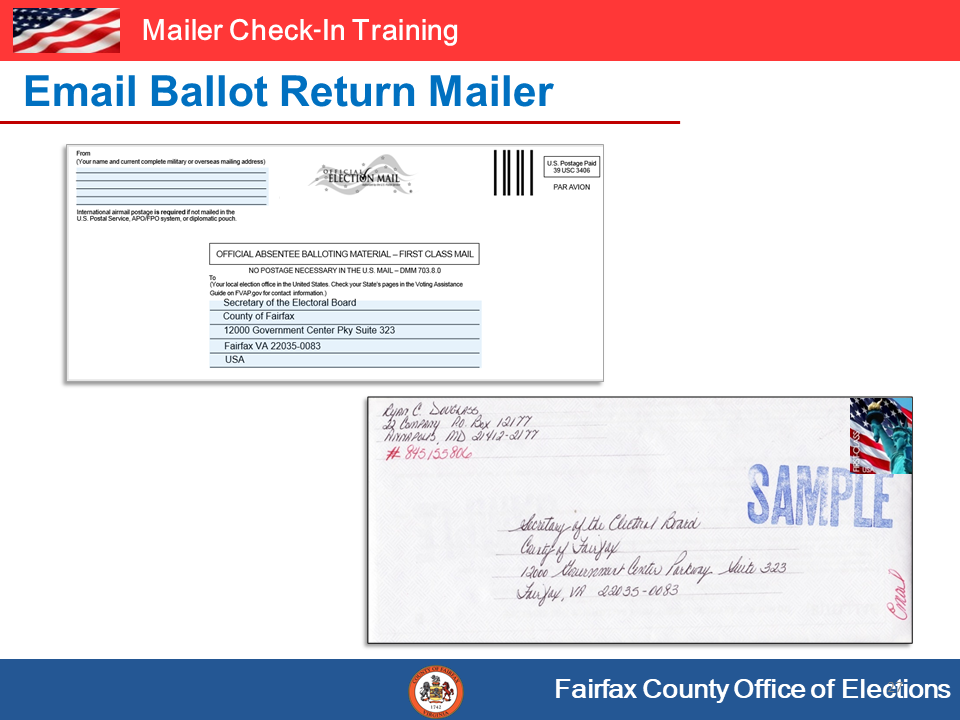 Mailer Check-In Training
Email Ballot Return Mailer
From
(Your name and current complete military or overseas mailing address)
International airmail postage is required if not mailed in the
U.S. Postal Service, APO/FPO system, or diplomatic pouch.
OFFICIAL
ELECTION MAIL
U.S. Postage Paid
39 USC 3406
PAR AVION
OFFICIAL ABSENTEE BALLOTING MATERIAL – FIRST CLASS MAIL
NO POSTAGE NECESSARY IN THE U.S. MAIL – DMM 703.8.0
To
(Your local election office in the United States. Check your State's pages in the Voting Assistance
Guide on FVAP.gov for contact information.)
Secretary of the Electoral Board
County of Fairfax
12000 Government Center Pky Suite 323
Fairfax VA 22035-0083
USA
Ryan C. Douglass
22 Company P.O. Box 12177
Annapolis, MD 21412-2177
# 845155806
SAMPLE
Secretary of the Electoral Board
County of Fairfax
12000 Government Center Parkway Suite 323
Fairfax, VA 22035-0083
Email
COUNTY OF FAIRFAX
1742
VIRGINIA
Fairfax County Office of Elections